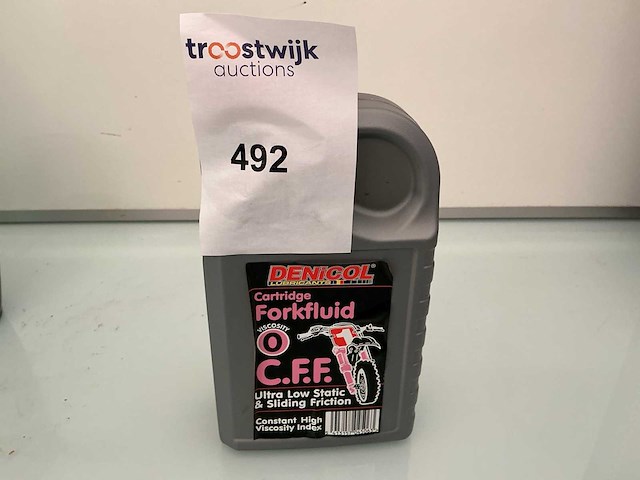 troostwijk
auctions
492
DENiCOL
LUBRICANTS
Cartridge
Forkfluid
VISCOSITY
0
C.F.F.
Ultra Low Static
& Sliding Friction
Constant High
Viscosity Index